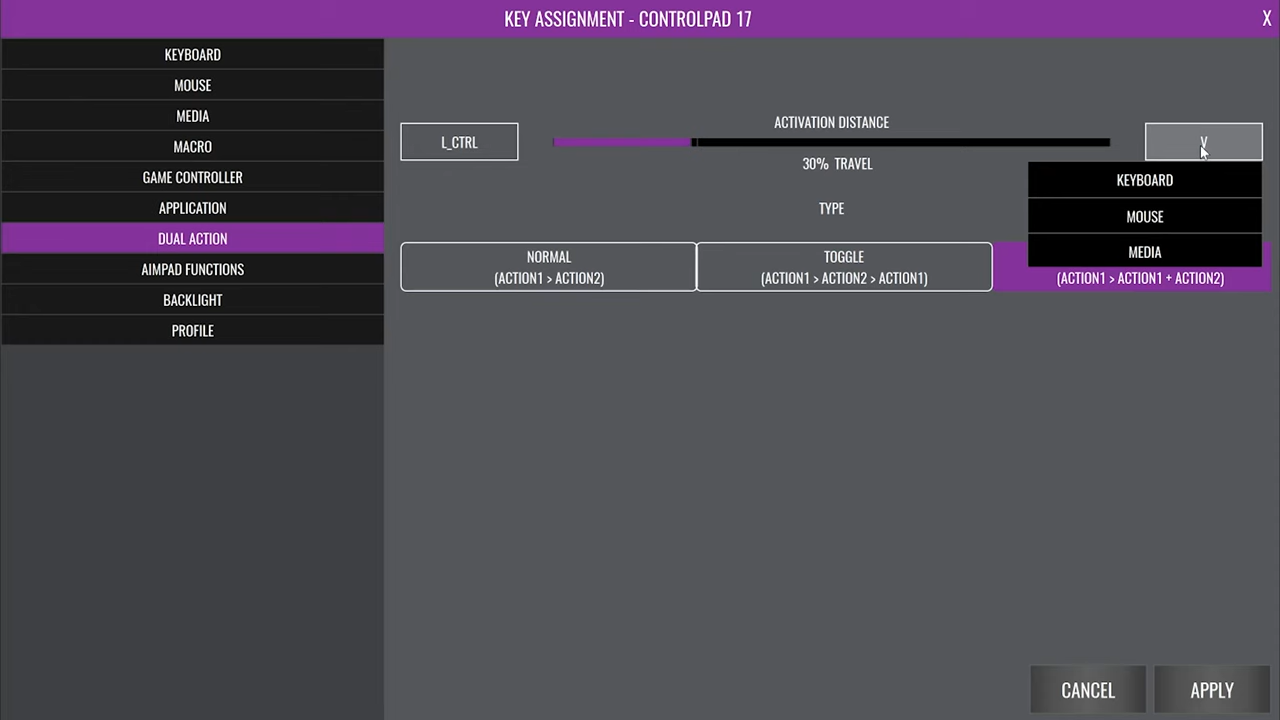 KEY ASSIGNMENT - CONTROLPAD 17
X
KEYBOARD
MOUSE
MEDIA
MACRO
GAME CONTROLLER
APPLICATION
DUAL ACTION
AIMPAD FUNCTIONS
BACKLIGHT
PROFILE
L_CTRL
ACTIVATION DISTANCE
30% TRAVEL
V
KEYBOARD
MOUSE
MEDIA
TYPE
NORMAL
(ACTION1 > ACTION2)
TOGGLE
(ACTION1 > ACTION2 > ACTION1)
(ACTION1 > ACTION1 + ACTION2)
CANCEL
APPLY